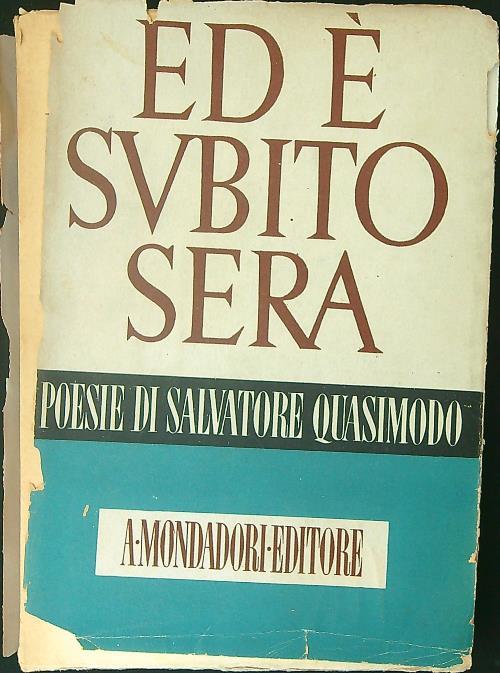 ED È
SVBITO
SERA
POESIE DI SALVATORE QUASIMODO
A·MONDADORI·EDITORE